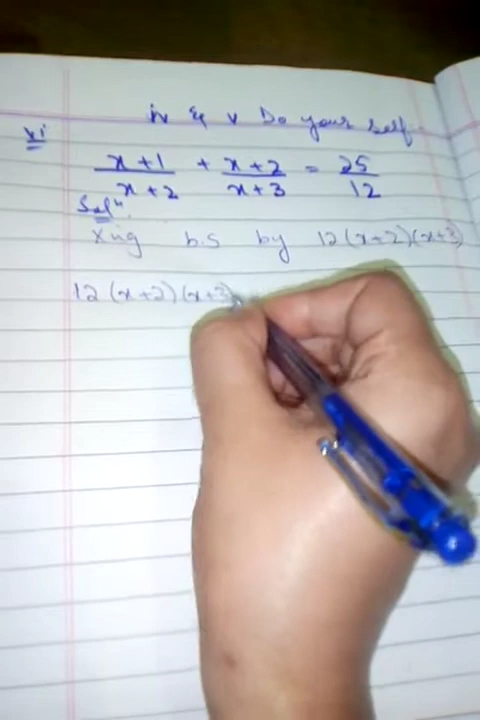 iv & v Do your self.
xi
x+1/x+2 + x+2/x+3 = 25/12
Solⁿ.
Xing b.s by 12(x+2)(x+3)
12(x+2)(x+3)